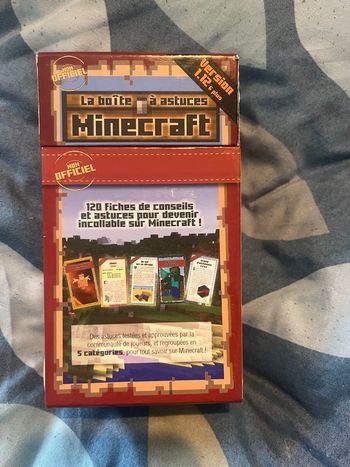 NON
OFFICIEL
Version
1.12 & plus
La boîte à astuces
Minecraft
NON
OFFICIEL
120 fiches de conseils
et astuces pour devenir
incollable sur Minecraft !
Des astuces testées et approuvées par la
communauté de joueurs, et regroupées en
5 catégories, pour tout savoir sur Minecraft !